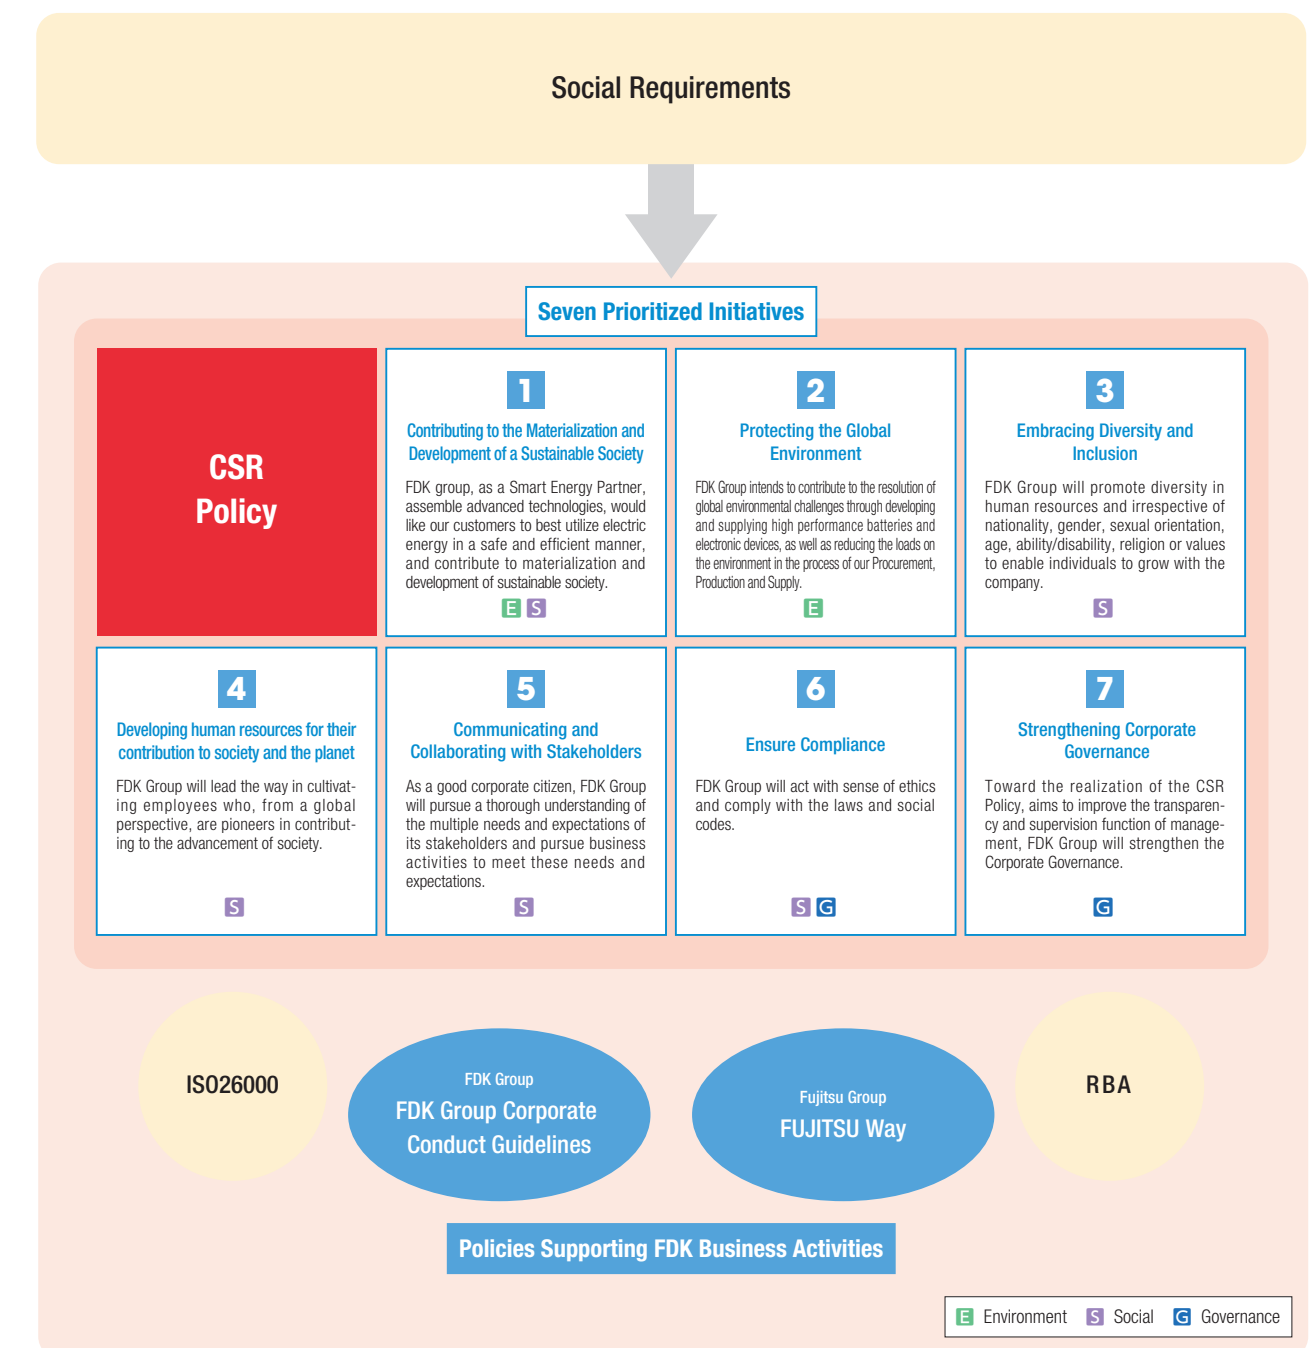 Social Requirements
Seven Prioritized Initiatives
CSR
Policy
1
Contributing to the Materialization and
Development of a Sustainable Society
FDK group, as a Smart Energy Partner,
assemble advanced technologies, would
like our customers to best utilize electric
energy in a safe and efficient manner,
and contribute to materialization and
development of sustainable society.
E S
2
Protecting the Global
Environment
FDK Group intends to contribute to the resolution of
global environmental challenges through developing
and supplying high performance batteries and
electronic devices, as well as reducing the loads on
the environment in the process of our Procurement,
Production and Supply.
E
3
Embracing Diversity and
Inclusion
FDK Group will promote diversity in
human resources and irrespective of
nationality, gender, sexual orientation,
age, ability/disability, religion or values
to enable individuals to grow with the
company.
S
4
Developing human resources for their
contribution to society and the planet
FDK Group will lead the way in cultivat-
ing employees who, from a global
perspective, are pioneers in contribut-
ing to the advancement of society.
S
5
Communicating and
Collaborating with Stakeholders
As a good corporate citizen, FDK Group
will pursue a thorough understanding of
the multiple needs and expectations of
its stakeholders and pursue business
activities to meet these needs and
expectations.
S
6
Ensure Compliance
FDK Group will act with sense of ethics
and comply with the laws and social
codes.
S G
7
Strengthening Corporate
Governance
Toward the realization of the CSR
Policy, aims to improve the transparen-
cy and supervision function of manage-
ment, FDK Group will strengthen the
Corporate Governance.
G
ISO26000
FDK Group
FDK Group Corporate
Conduct Guidelines
Fujitsu Group
FUJITSU Way
RBA
Policies Supporting FDK Business Activities
E Environment S Social G Governance